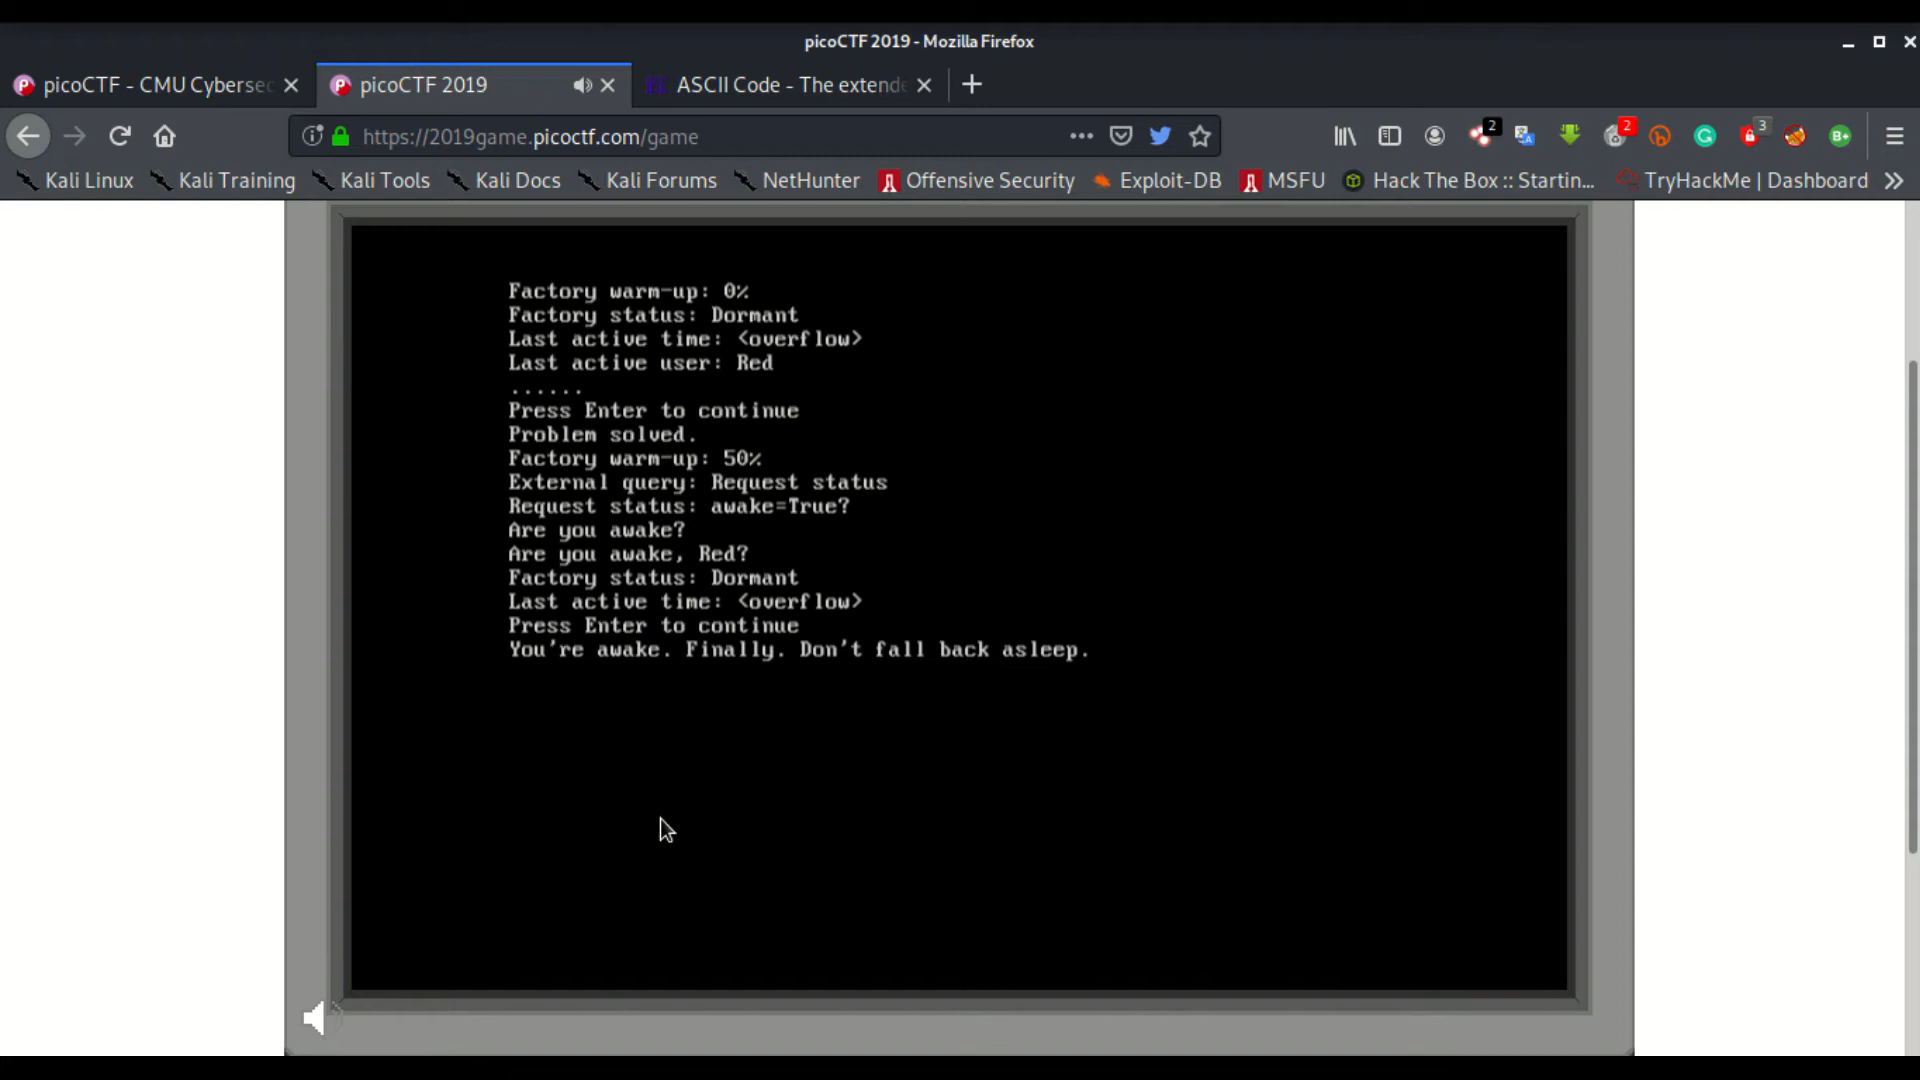 picoCTF 2019 - Mozilla Firefox
picoCTF - CMU Cybersec
picoCTF 2019
ASCII Code - The extende
https://2019game.picoctf.com/game
2
2
3
B+
Kali Linux
Kali Training
Kali Tools
Kali Docs
Kali Forums
NetHunter
Offensive Security
Exploit-DB
MSFU
Hack The Box :: Startin...
TryHackMe | Dashboard
Factory warm-up: 0%
Factory status: Dormant
Last active time: <overflow>
Last active user: Red
......
Press Enter to continue
Problem solved.
Factory warm-up: 50%
External query: Request status
Request status: awake=True?
Are you awake?
Are you awake, Red?
Factory status: Dormant
Last active time: <overflow>
Press Enter to continue
You're awake. Finally. Don't fall back asleep.